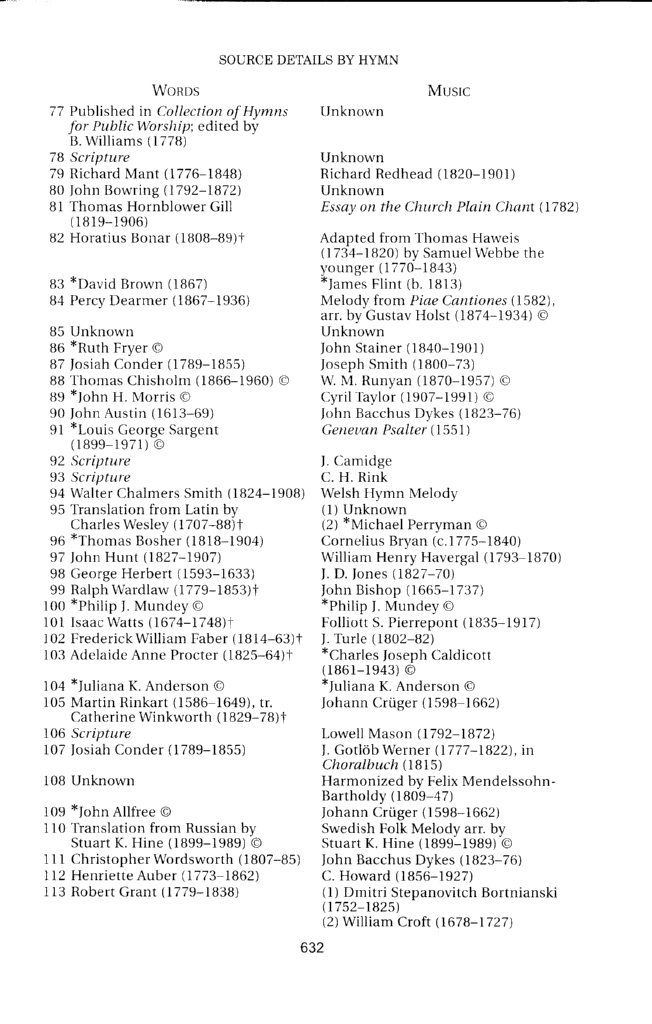 SOURCE DETAILS BY HYMN
WORDS MUSIC
77 Published in Collection of Hymns Unknown
for Public Worship; edited by
B. Williams (1778)
78 Scripture Unknown
79 Richard Mant (1776–1848) Richard Redhead (1820–1901)
80 John Bowring (1792–1872) Unknown
81 Thomas Hornblower Gill Essay on the Church Plain Chant (1782)
(1819–1906)
82 Horatius Bonar (1808–89)† Adapted from Thomas Haweis
(1734–1820) by Samuel Webbe the
younger (1770–1843)
83 *David Brown (1867) *James Flint (b. 1813)
84 Percy Dearmer (1867–1936) Melody from Piae Cantiones (1582),
arr. by Gustav Holst (1874–1934) ©
85 Unknown Unknown
86 *Ruth Fryer © John Stainer (1840–1901)
87 Josiah Conder (1789–1855) Joseph Smith (1800–73)
88 Thomas Chisholm (1866–1960) © W. M. Runyan (1870–1957) ©
89 *John H. Morris © Cyril Taylor (1907–1991) ©
90 John Austin (1613–69) John Bacchus Dykes (1823–76)
91 *Louis George Sargent Genevan Psalter (1551)
(1899–1971) ©
92 Scripture J. Camidge
93 Scripture C. H. Rink
94 Walter Chalmers Smith (1824–1908) Welsh Hymn Melody
95 Translation from Latin by (1) Unknown
Charles Wesley (1707–88)† (2) *Michael Perryman ©
96 *Thomas Bosher (1818–1904) Cornelius Bryan (c.1775–1840)
97 John Hunt (1827–1907) William Henry Havergal (1793–1870)
98 George Herbert (1593–1633) J. D. Jones (1827–70)
99 Ralph Wardlaw (1779–1853)† John Bishop (1665–1737)
100 *Philip J. Mundey © *Philip J. Mundey ©
101 Isaac Watts (1674–1748)† Folliott S. Pierrepont (1835–1917)
102 Frederick William Faber (1814–63)† J. Turle (1802–82)
103 Adelaide Anne Procter (1825–64)† *Charles Joseph Caldicott
(1861–1943) ©
104 *Juliana K. Anderson © *Juliana K. Anderson ©
105 Martin Rinkart (1586–1649), tr. Johann Crüger (1598–1662)
Catherine Winkworth (1829–78)†
106 Scripture Lowell Mason (1792–1872)
107 Josiah Conder (1789–1855) J. Gotlöb Werner (1777–1822), in
Choralbuch (1815)
108 Unknown Harmonized by Felix Mendelssohn-
Bartholdy (1809–47)
109 *John Allfree © Johann Crüger (1598–1662)
110 Translation from Russian by Swedish Folk Melody arr. by
Stuart K. Hine (1899–1989) © Stuart K. Hine (1899–1989) ©
111 Christopher Wordsworth (1807–85) John Bacchus Dykes (1823–76)
112 Henriette Auber (1773–1862) C. Howard (1856–1927)
113 Robert Grant (1779–1838) (1) Dmitri Stepanovitch Bortnianski
(1752–1825)
(2) William Croft (1678–1727)
632